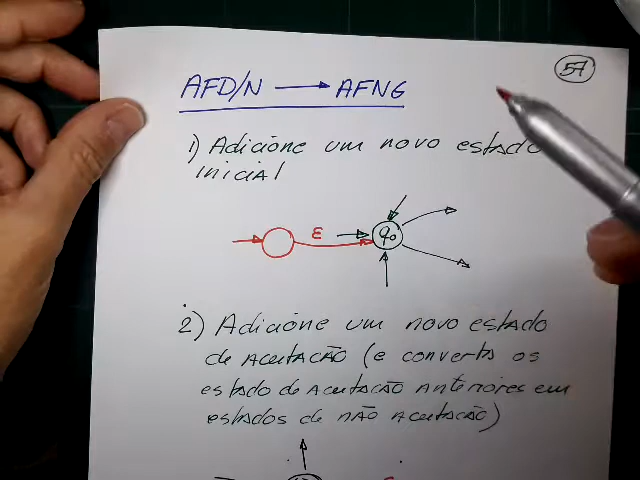 57
AFD/N → AFNG
1) Adicione um novo estado
inicial
ε
q₀
2) Adicione um novo estado
de aceitação (e converta os
estado de aceitação anteriores em
estados de não aceitação)